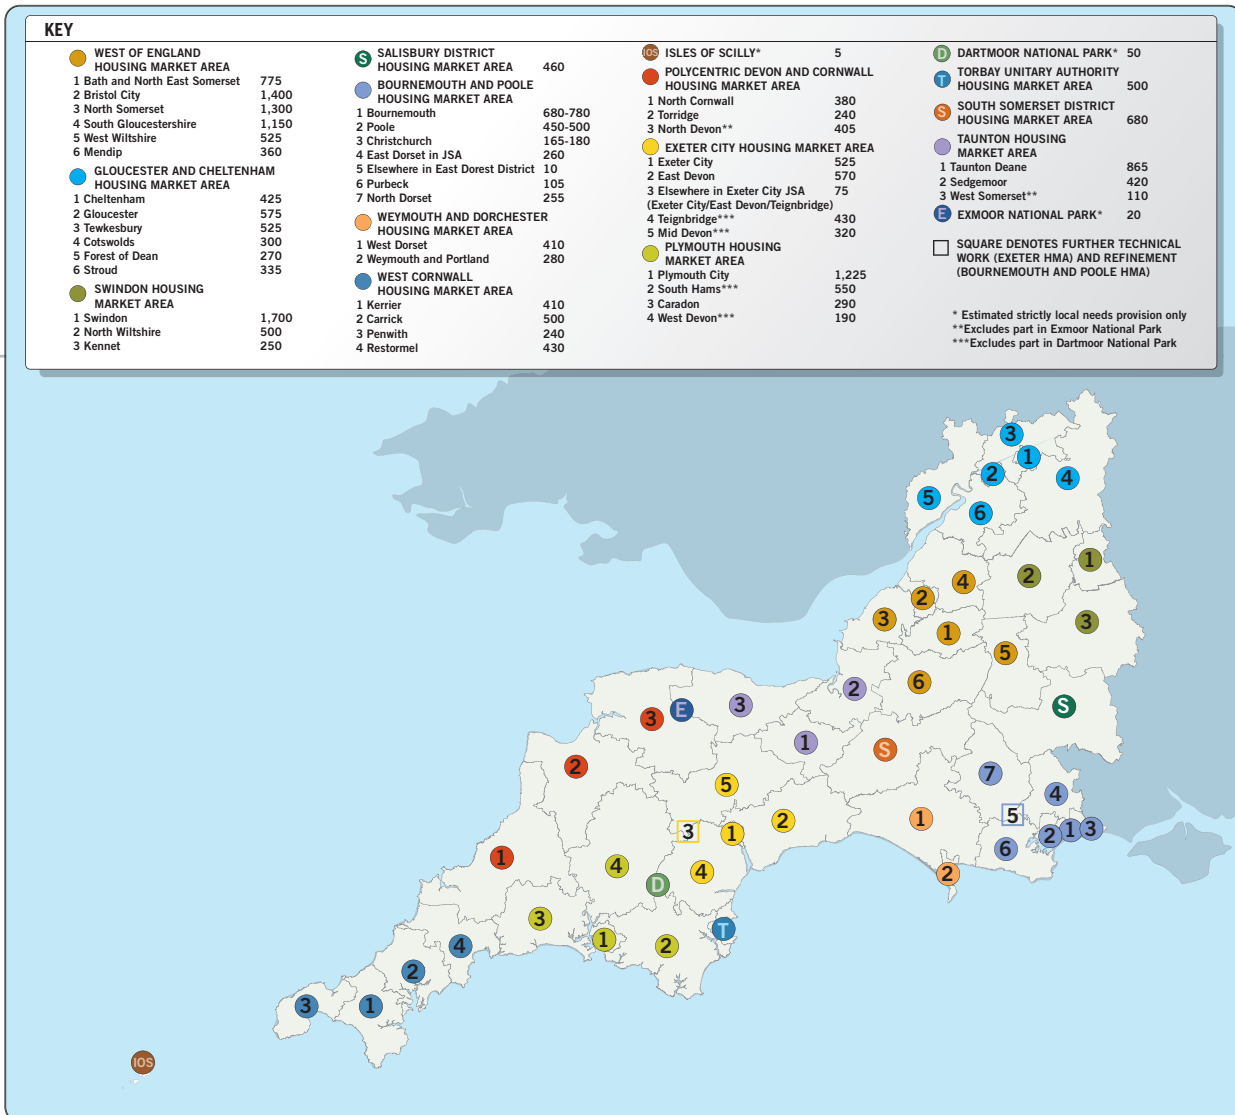 KEY
WEST OF ENGLAND
HOUSING MARKET AREA
1 Bath and North East Somerset 775
2 Bristol City 1,400
3 North Somerset 1,300
4 South Gloucestershire 1,150
5 West Wiltshire 525
6 Mendip 360
GLOUCESTER AND CHELTENHAM
HOUSING MARKET AREA
1 Cheltenham 425
2 Gloucester 575
3 Tewkesbury 525
4 Cotswolds 300
5 Forest of Dean 270
6 Stroud 335
SWINDON HOUSING
MARKET AREA
1 Swindon 1,700
2 North Wiltshire 500
3 Kennet 250
S SALISBURY DISTRICT
HOUSING MARKET AREA 460
BOURNEMOUTH AND POOLE
HOUSING MARKET AREA
1 Bournemouth 680-780
2 Poole 450-500
3 Christchurch 165-180
4 East Dorset in JSA 260
5 Elsewhere in East Dorest District 10
6 Purbeck 105
7 North Dorset 255
WEYMOUTH AND DORCHESTER
HOUSING MARKET AREA
1 West Dorset 410
2 Weymouth and Portland 280
WEST CORNWALL
HOUSING MARKET AREA
1 Kerrier 410
2 Carrick 500
3 Penwith 240
4 Restormel 430
IOS ISLES OF SCILLY* 5
POLYCENTRIC DEVON AND CORNWALL
HOUSING MARKET AREA
1 North Cornwall 380
2 Torridge 240
3 North Devon** 405
EXETER CITY HOUSING MARKET AREA
1 Exeter City 525
2 East Devon 570
3 Elsewhere in Exeter City JSA 75
(Exeter City/East Devon/Teignbridge)
4 Teignbridge*** 430
5 Mid Devon*** 320
PLYMOUTH HOUSING
MARKET AREA
1 Plymouth City 1,225
2 South Hams*** 550
3 Caradon 290
4 West Devon*** 190
D DARTMOOR NATIONAL PARK* 50
T TORBAY UNITARY AUTHORITY
HOUSING MARKET AREA 500
S SOUTH SOMERSET DISTRICT
HOUSING MARKET AREA 680
TAUNTON HOUSING
MARKET AREA
1 Taunton Deane 865
2 Sedgemoor 420
3 West Somerset** 110
E EXMOOR NATIONAL PARK* 20
SQUARE DENOTES FURTHER TECHNICAL
WORK (EXETER HMA) AND REFINEMENT
(BOURNEMOUTH AND POOLE HMA)
* Estimated strictly local needs provision only
**Excludes part in Exmoor National Park
***Excludes part in Dartmoor National Park
3
1
2
4
5
6
1
2
4
2
3
3
1
5
6
2
S
3
E
3
1
S
2
7
5
4
5
2
1
3
1
1
2
3
6
1
4
4
D
2
3
T
1
2
4
2
3
1
IOS